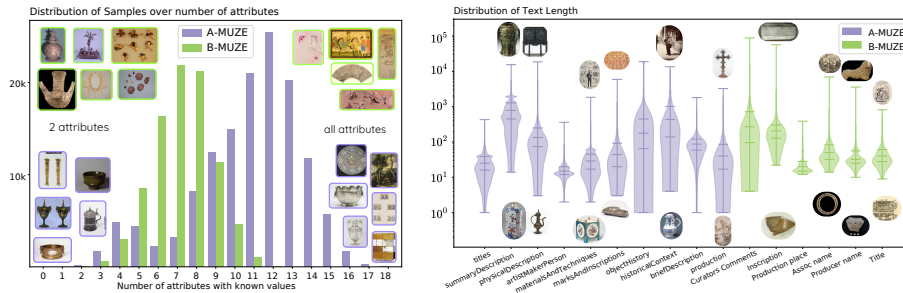 Distribution of Samples over number of attributes
A-MUZE
B-MUZE
20k
10k
2 attributes
all attributes
0 1 2 3 4 5 6 7 8 9 10 11 12 13 14 15 16 17 18
Number of attributes with known values
Distribution of Text Length
A-MUZE
B-MUZE
10⁵
10⁴
10³
10²
10¹
10⁰
titles
summaryDescription
physicalDescription
artistMakerPerson
materialsAndTechniques
marksAndInscriptions
objectHistory
historicalContext
briefDescription
production
Curators Comments
Inscription
Production place
Assoc name
Producer name
Title